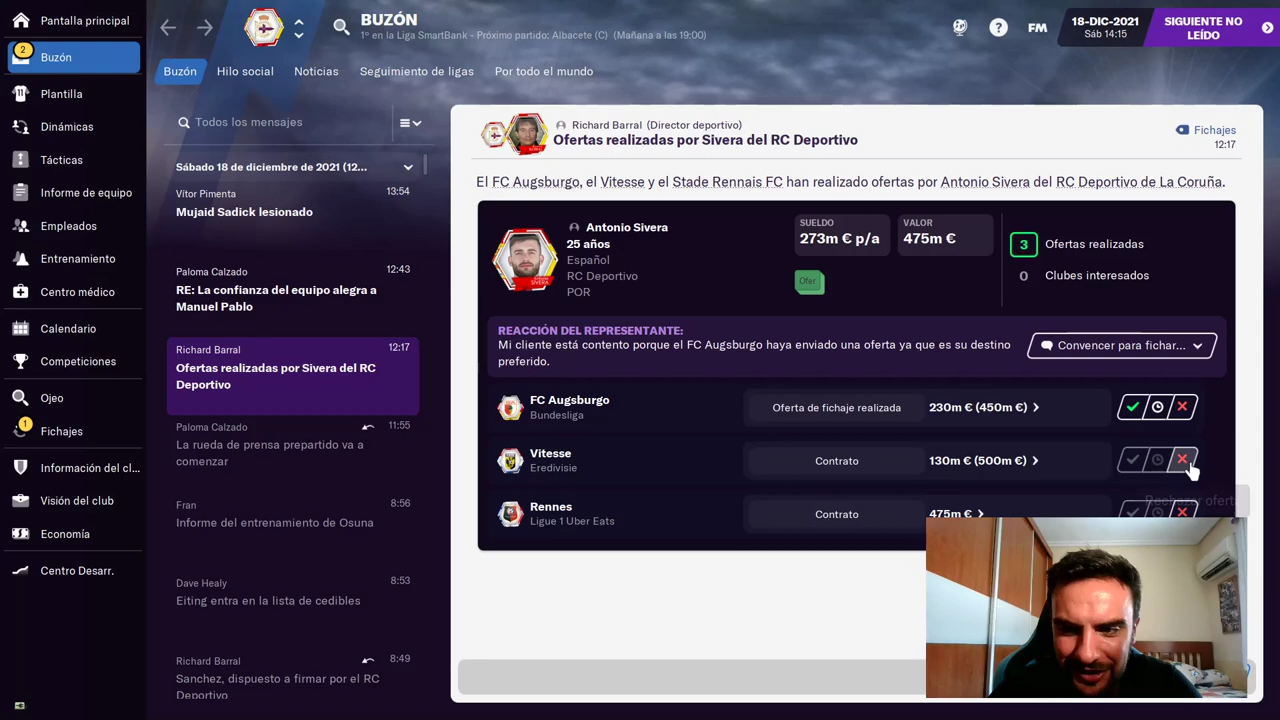 Pantalla principal
2
Buzón
Plantilla
Dinámicas
Tácticas
Informe de equipo
Empleados
Entrenamiento
Centro médico
Calendario
Competiciones
Ojeo
1
Fichajes
Información del cl...
Visión del club
Economía
Centro Desarr.
BUZÓN
1º en la Liga SmartBank - Próximo partido: Albacete (C) (Mañana a las 19:00)
?
FM
18-DIC-2021
Sáb 14:15
SIGUIENTE NO
LEÍDO
Buzón
Hilo social
Noticias
Seguimiento de ligas
Por todo el mundo
Todos los mensajes
Sábado 18 de diciembre de 2021 (12...
Vítor Pimenta
13:54
Mujaid Sadick lesionado
Paloma Calzado
12:43
RE: La confianza del equipo alegra a
Manuel Pablo
Richard Barral
12:17
Ofertas realizadas por Sivera del RC
Deportivo
Paloma Calzado
11:55
La rueda de prensa prepartido va a
comenzar
Fran
8:56
Informe del entrenamiento de Osuna
Dave Healy
8:53
Eiting entra en la lista de cedibles
Richard Barral
8:49
Sanchez, dispuesto a firmar por el RC
Deportivo
Richard Barral (Director deportivo)
Ofertas realizadas por Sivera del RC Deportivo
Fichajes
12:17
El FC Augsburgo, el Vitesse y el Stade Rennais FC han realizado ofertas por Antonio Sivera del RC Deportivo de La Coruña.
SIVERA
Antonio Sivera
25 años
Español
RC Deportivo
POR
SUELDO
273m € p/a
VALOR
475m €
Ofer
3
Ofertas realizadas
0
Clubes interesados
REACCIÓN DEL REPRESENTANTE:
Mi cliente está contento porque el FC Augsburgo haya enviado una oferta ya que es su destino
preferido.
Convencer para fichar...
FC Augsburgo
Bundesliga
Oferta de fichaje realizada
230m € (450m €)
Vitesse
Eredivisie
Contrato
130m € (500m €)
Rechazar oferta
Rennes
Ligue 1 Uber Eats
Contrato
475m €